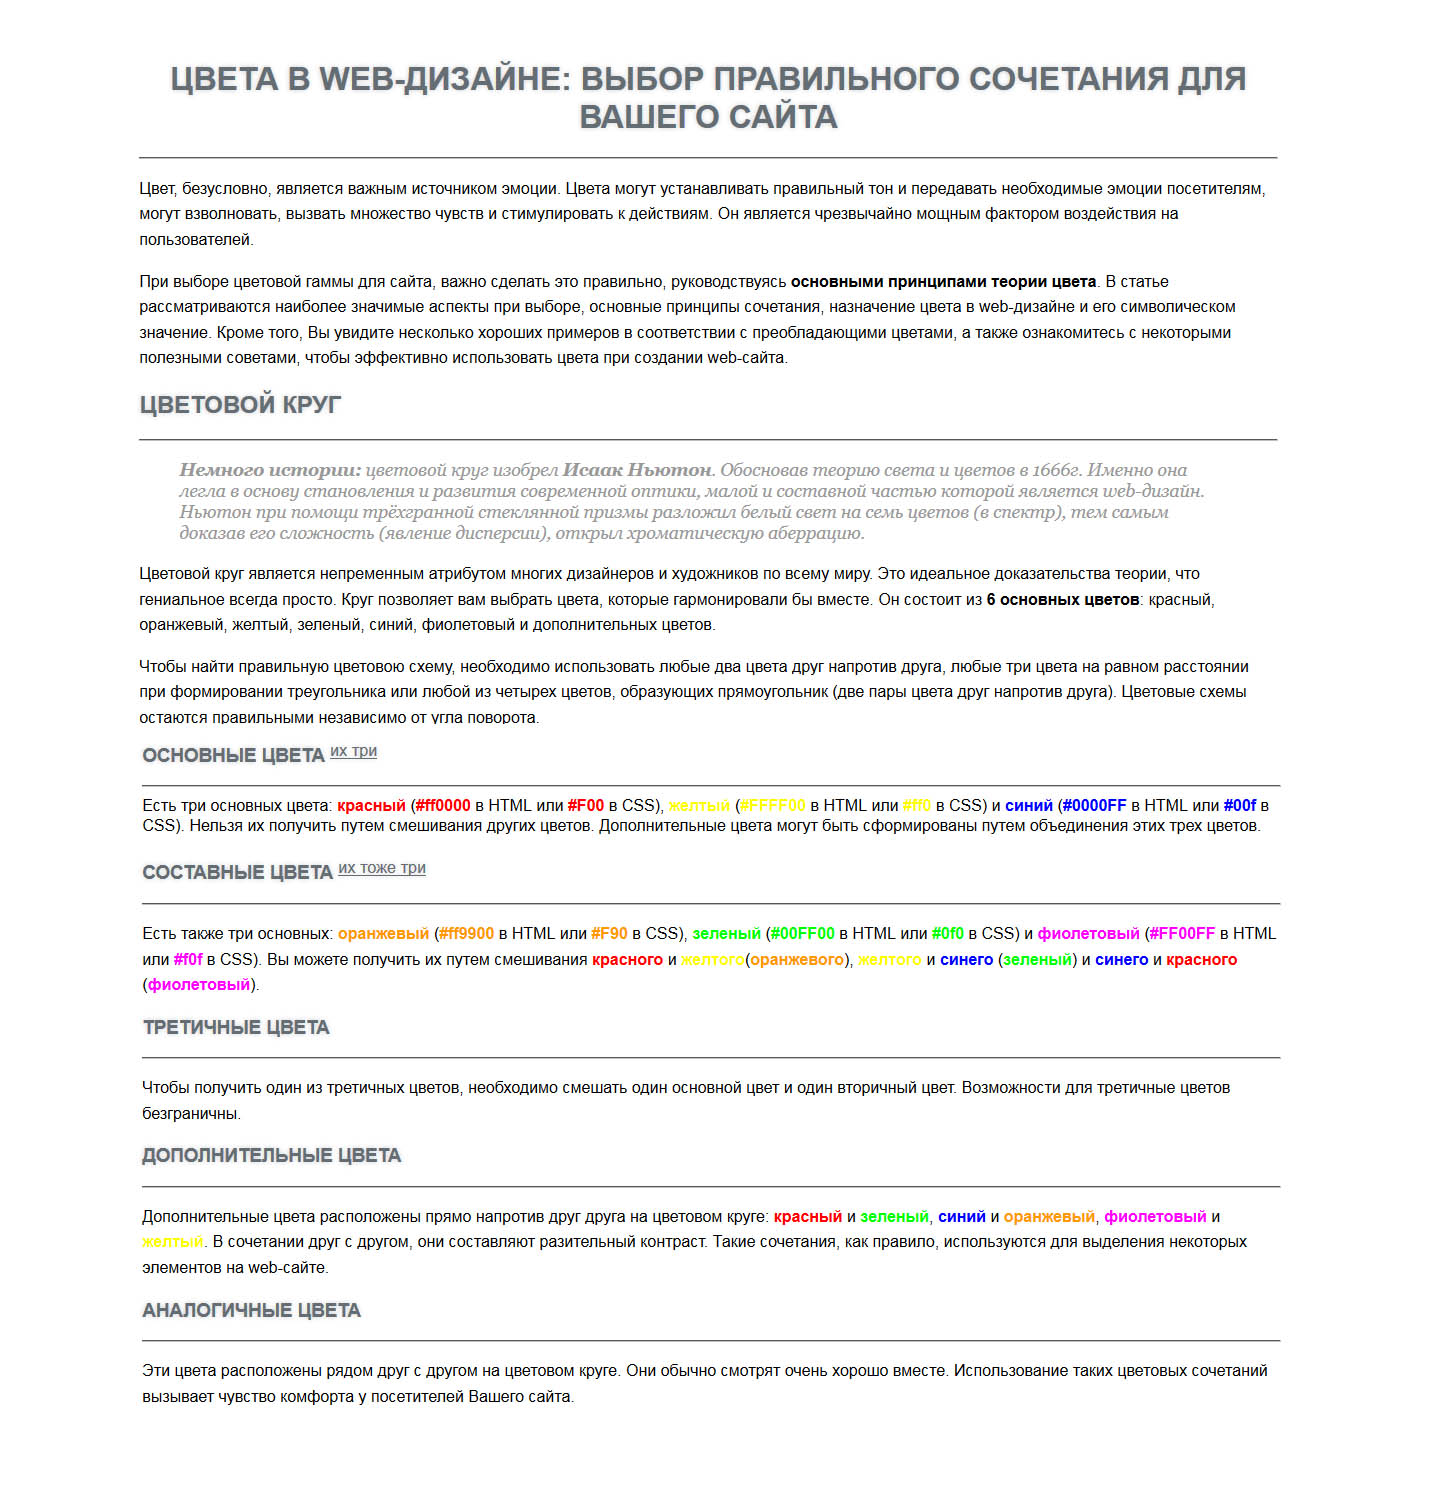 ЦВЕТА В WEB-ДИЗАЙНЕ: ВЫБОР ПРАВИЛЬНОГО СОЧЕТАНИЯ ДЛЯ
ВАШЕГО САЙТА
Цвет, безусловно, является важным источником эмоции. Цвета могут устанавливать правильный тон и передавать необходимые эмоции посетителям,
могут взволновать, вызвать множество чувств и стимулировать к действиям. Он является чрезвычайно мощным фактором воздействия на
пользователей.
При выборе цветовой гаммы для сайта, важно сделать это правильно, руководствуясь основными принципами теории цвета. В статье
рассматриваются наиболее значимые аспекты при выборе, основные принципы сочетания, назначение цвета в web-дизайне и его символическом
значение. Кроме того, Вы увидите несколько хороших примеров в соответствии с преобладающими цветами, а также ознакомитесь с некоторыми
полезными советами, чтобы эффективно использовать цвета при создании web-сайта.
ЦВЕТОВОЙ КРУГ
Немного истории: цветовой круг изобрел Исаак Ньютон. Обосновав теорию света и цветов в 1666г. Именно она
легла в основу становления и развития современной оптики, малой и составной частью которой является web-дизайн.
Ньютон при помощи трёхгранной стеклянной призмы разложил белый свет на семь цветов (в спектр), тем самым
доказав его сложность (явление дисперсии), открыл хроматическую аберрацию.
Цветовой круг является непременным атрибутом многих дизайнеров и художников по всему миру. Это идеальное доказательства теории, что
гениальное всегда просто. Круг позволяет вам выбрать цвета, которые гармонировали бы вместе. Он состоит из 6 основных цветов: красный,
оранжевый, желтый, зеленый, синий, фиолетовый и дополнительных цветов.
Чтобы найти правильную цветовою схему, необходимо использовать любые два цвета друг напротив друга, любые три цвета на равном расстоянии
при формировании треугольника или любой из четырех цветов, образующих прямоугольник (две пары цвета друг напротив друга). Цветовые схемы
остаются правильными независимо от угла поворота.
ОСНОВНЫЕ ЦВЕТА их три
Есть три основных цвета: красный (#ff0000 в HTML или #F00 в CSS), желтый (#FFFF00 в HTML или #ff0 в CSS) и синий (#0000FF в HTML или #00f в
CSS). Нельзя их получить путем смешивания других цветов. Дополнительные цвета могут быть сформированы путем объединения этих трех цветов.
СОСТАВНЫЕ ЦВЕТА их тоже три
Есть также три основных: оранжевый (#ff9900 в HTML или #F90 в CSS), зеленый (#00FF00 в HTML или #0f0 в CSS) и фиолетовый (#FF00FF в HTML
или #f0f в CSS). Вы можете получить их путем смешивания красного и желтого(оранжевого), желтого и синего (зеленый) и синего и красного
(фиолетовый).
ТРЕТИЧНЫЕ ЦВЕТА
Чтобы получить один из третичных цветов, необходимо смешать один основной цвет и один вторичный цвет. Возможности для третичные цветов
безграничны.
ДОПОЛНИТЕЛЬНЫЕ ЦВЕТА
Дополнительные цвета расположены прямо напротив друг друга на цветовом круге: красный и зеленый, синий и оранжевый, фиолетовый и
желтый. В сочетании друг с другом, они составляют разительный контраст. Такие сочетания, как правило, используются для выделения некоторых
элементов на web-сайте.
АНАЛОГИЧНЫЕ ЦВЕТА
Эти цвета расположены рядом друг с другом на цветовом круге. Они обычно смотрят очень хорошо вместе. Использование таких цветовых сочетаний
вызывает чувство комфорта у посетителей Вашего сайта.